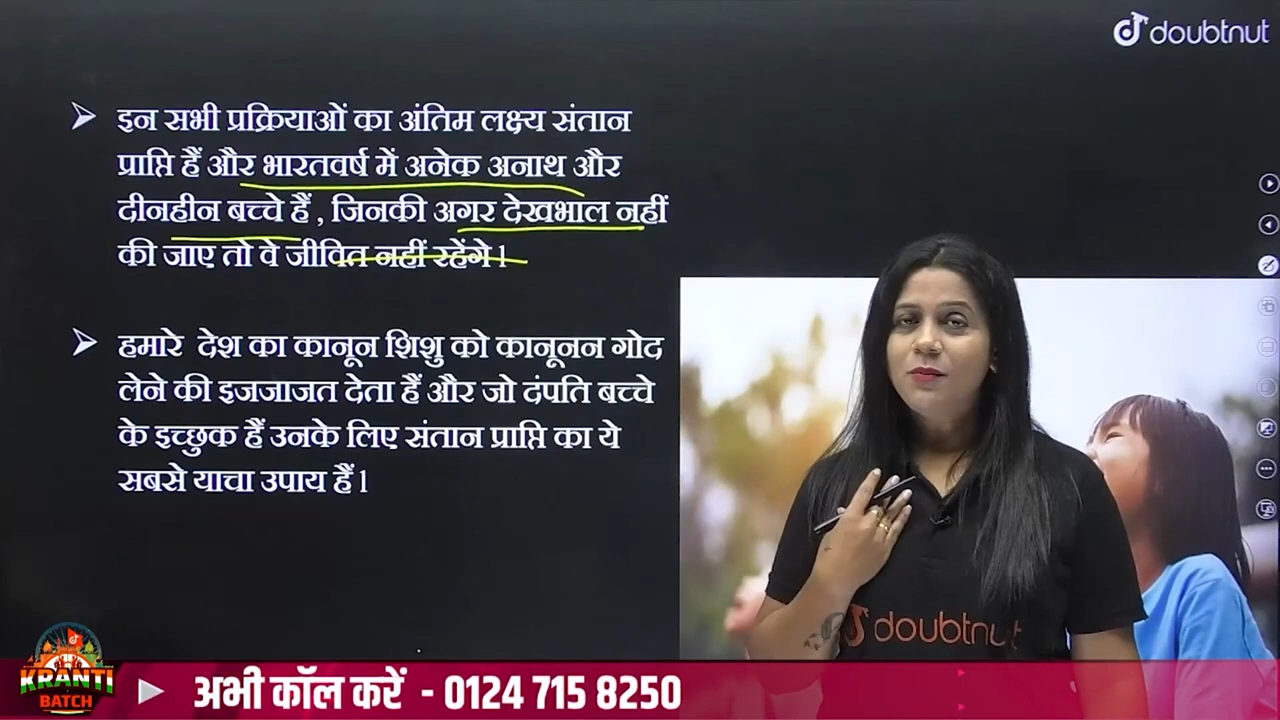 doubtnut
➢ इन सभी प्रक्रियाओं का अंतिम लक्ष्य संतान
प्राप्ति हैं और भारतवर्ष में अनेक अनाथ और
दीनहीन बच्चे हैं , जिनकी अगर देखभाल नहीं
की जाए तो वे जीवित नहीं रहेंगे l
➢ हमारे देश का कानून शिशु को कानूनन गोद
लेने की इजजाजत देता हैं और जो दंपति बच्चे
के इच्छुक हैं उनके लिए संतान प्राप्ति का ये
सबसे याचा उपाय हैं l
doubtnut
KRANTI
BATCH
अभी कॉल करें - 0124 715 8250